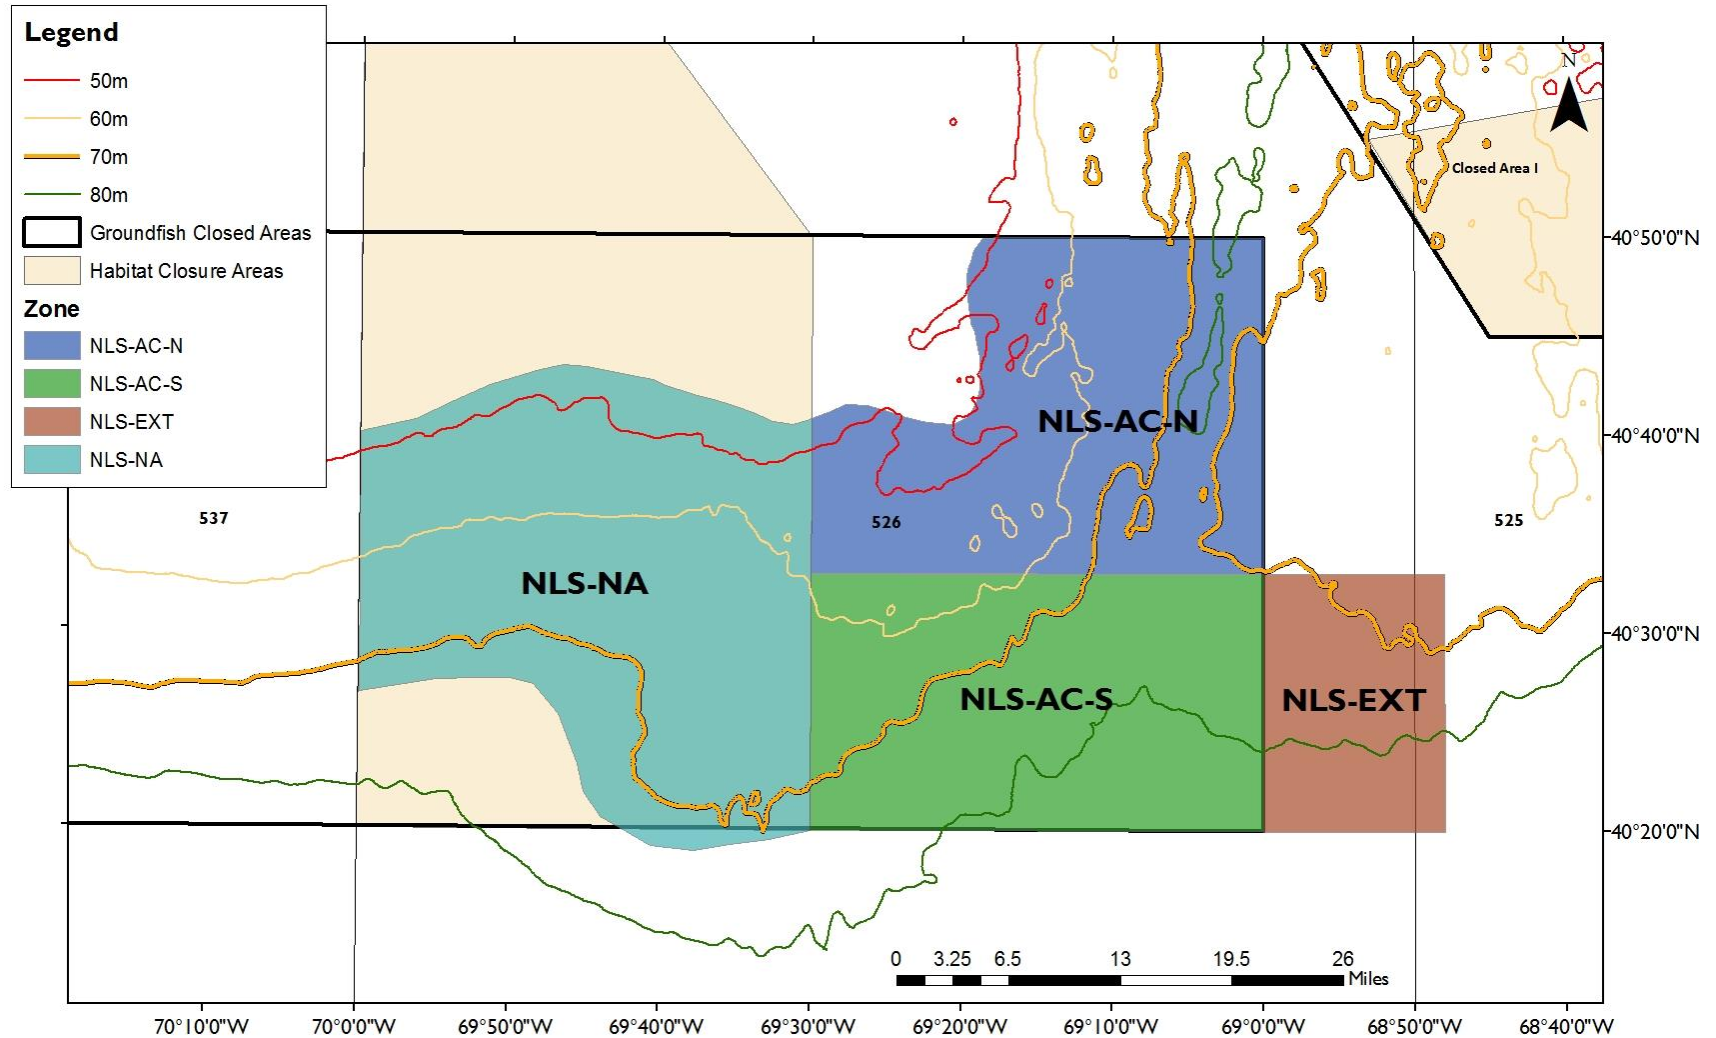 Legend
50m
60m
70m
80m
Groundfish Closed Areas
Habitat Closure Areas
Zone
NLS-AC-N
NLS-AC-S
NLS-EXT
NLS-NA
N
Closed Area I
40°50'0"N
NLS-AC-N
40°40'0"N
537
526
525
NLS-NA
40°30'0"N
NLS-AC-S
NLS-EXT
40°20'0"N
0 3.25 6.5 13 19.5 26
Miles
70°10'0"W 70°0'0"W 69°50'0"W 69°40'0"W 69°30'0"W 69°20'0"W 69°10'0"W 69°0'0"W 68°50'0"W 68°40'0"W